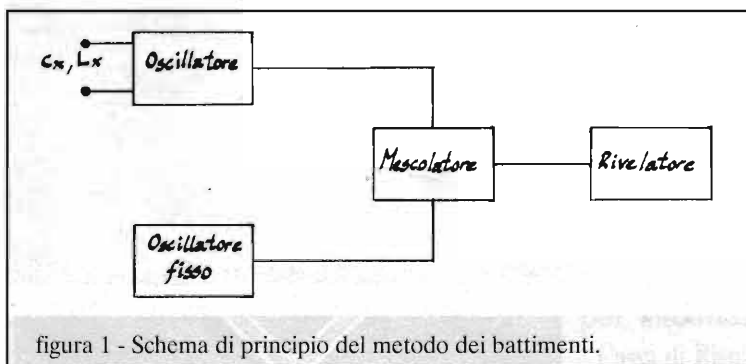 Cx, Lx
Oscillatore
Mescolatore
Rivelatore
Oscillatore
fisso
figura 1 - Schema di principio del metodo dei battimenti.